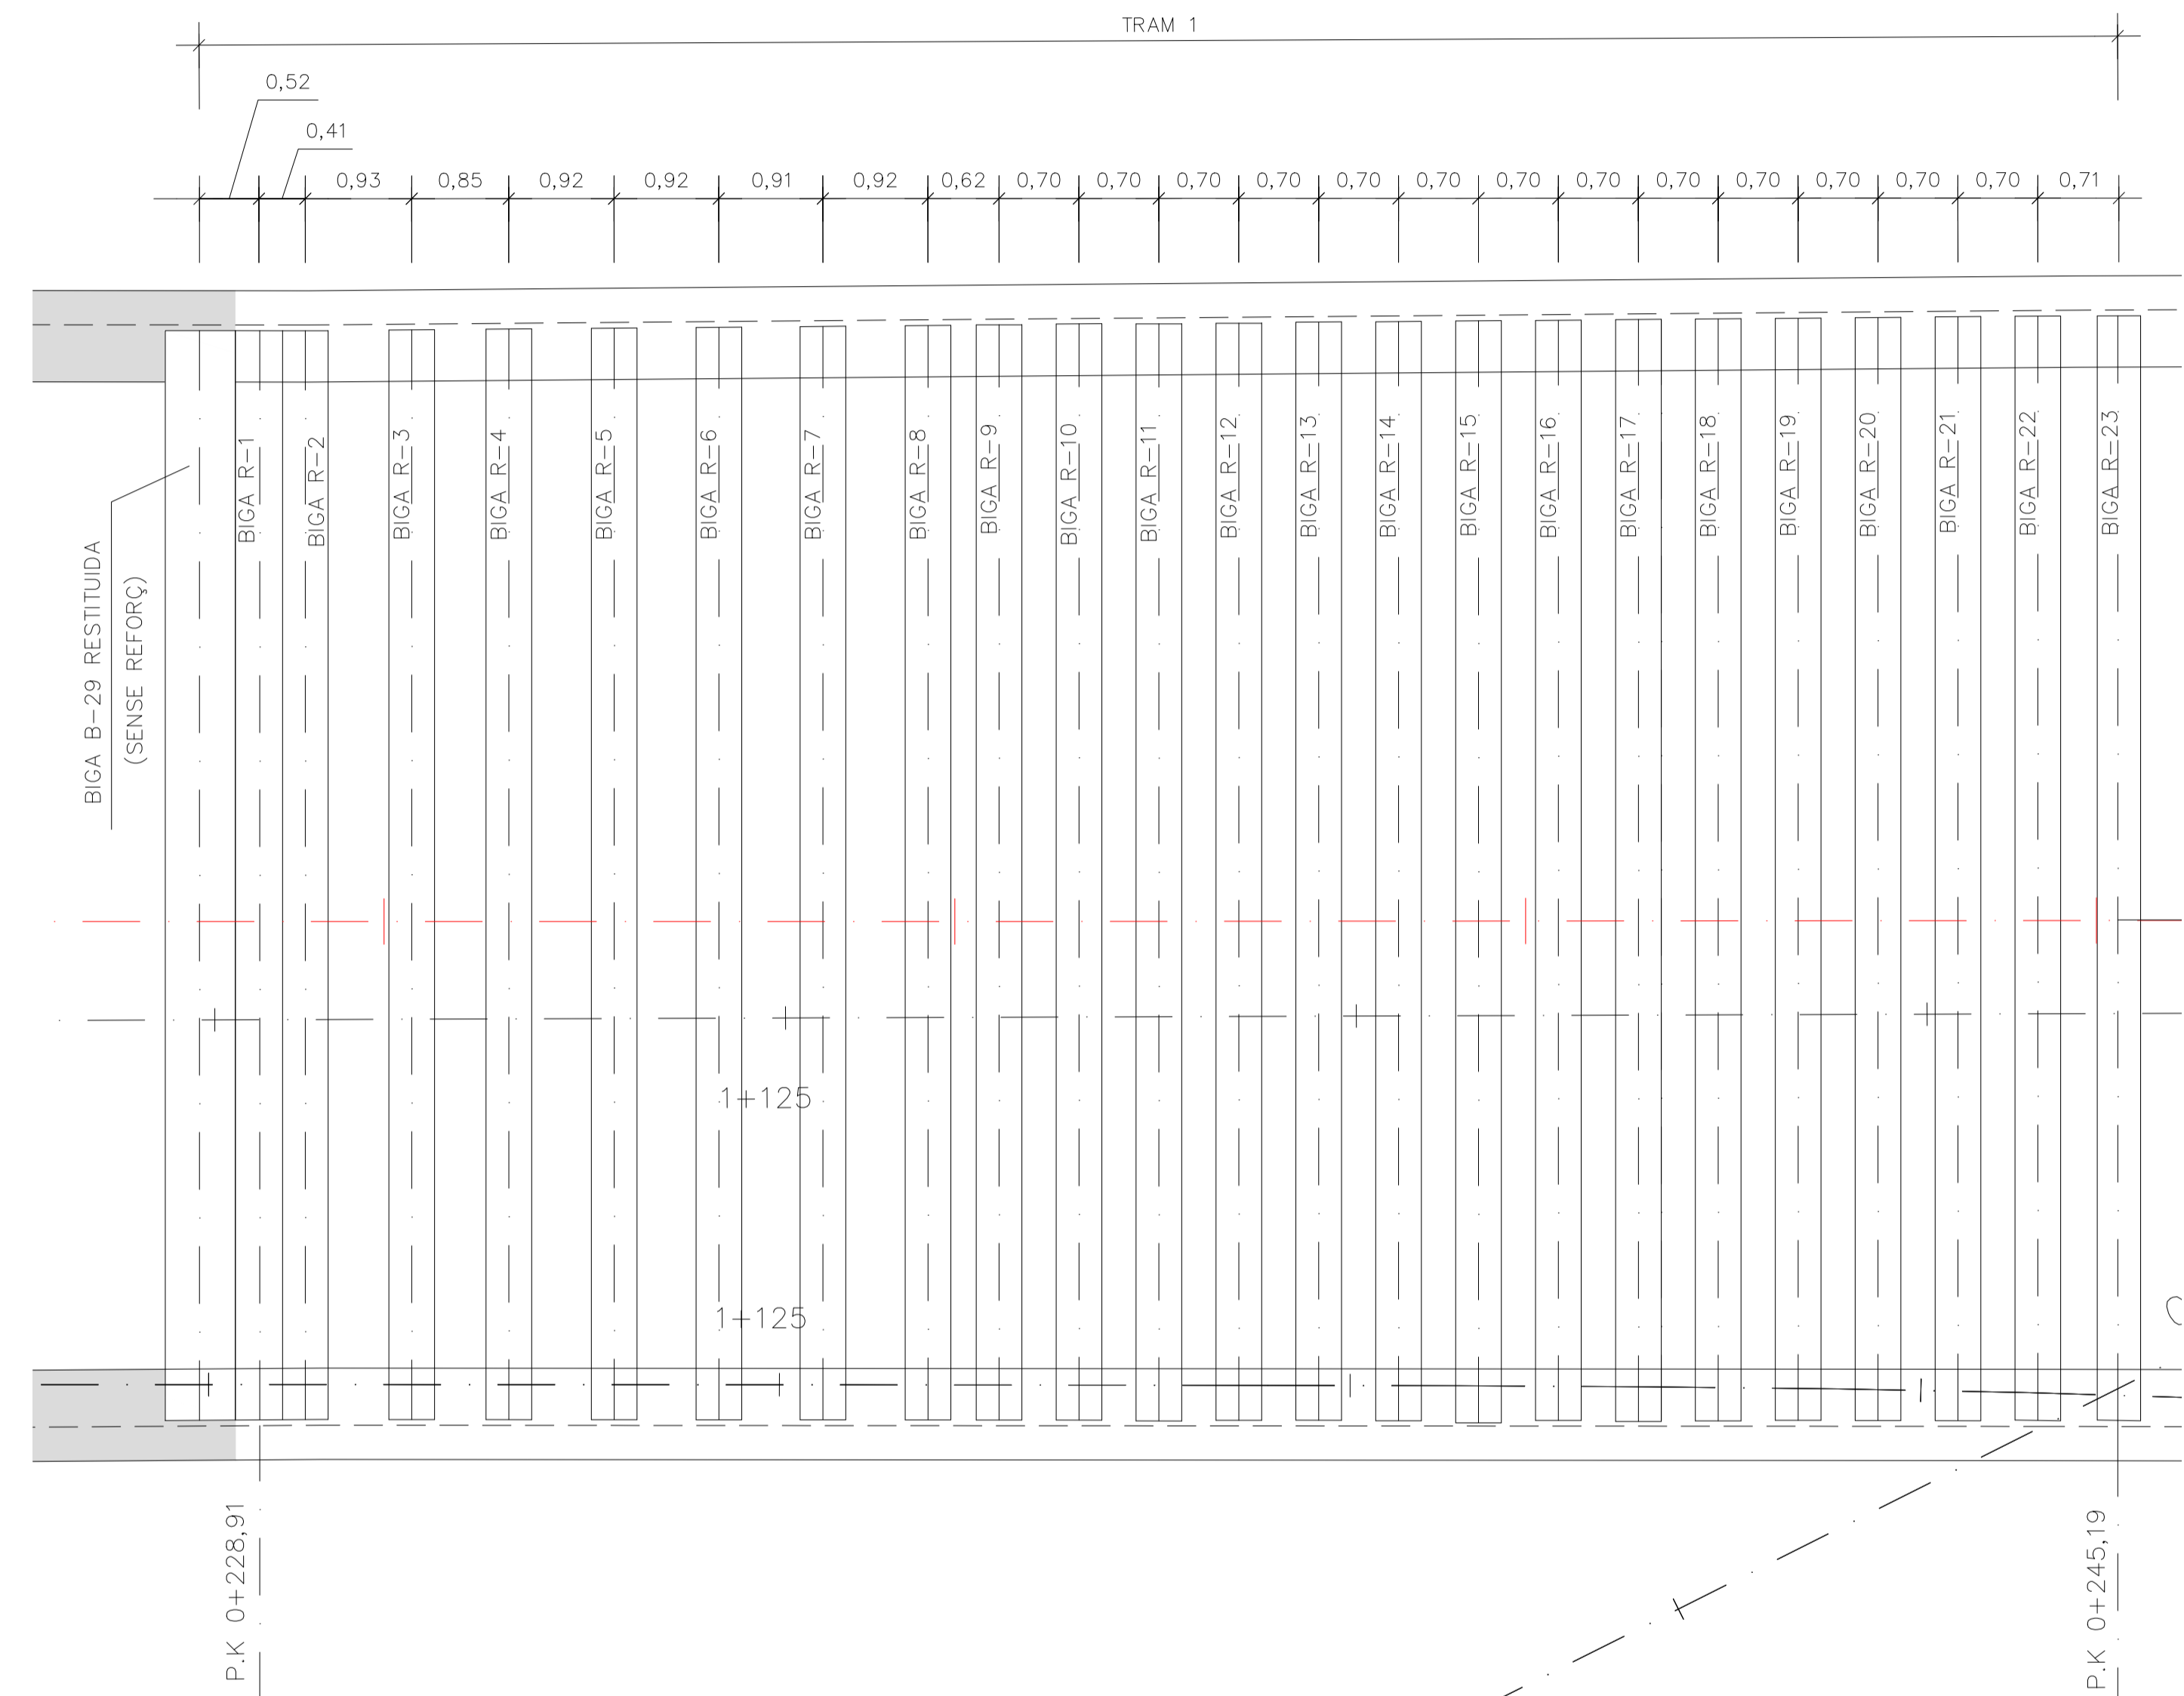 TRAM 1
0,52
0,41
0,93 0,85 0,92 0,92 0,91 0,92 0,62 0,70 0,70 0,70 0,70 0,70 0,70 0,70 0,70 0,70 0,70 0,70 0,70 0,70 0,71
BIGA B-29 RESTITUIDA
(SENSE REFORÇ)
BIGA R-1
BIGA R-2
BIGA R-3
BIGA R-4
BIGA R-5
BIGA R-6
BIGA R-7
BIGA R-8
BIGA R-9
BIGA R-10
BIGA R-11
BIGA R-12
BIGA R-13
BIGA R-14
BIGA R-15
BIGA R-16
BIGA R-17
BIGA R-18
BIGA R-19
BIGA R-20
BIGA R-21
BIGA R-22
BIGA R-23
1+125
1+125
P.K 0+228,91
P.K 0+245,19